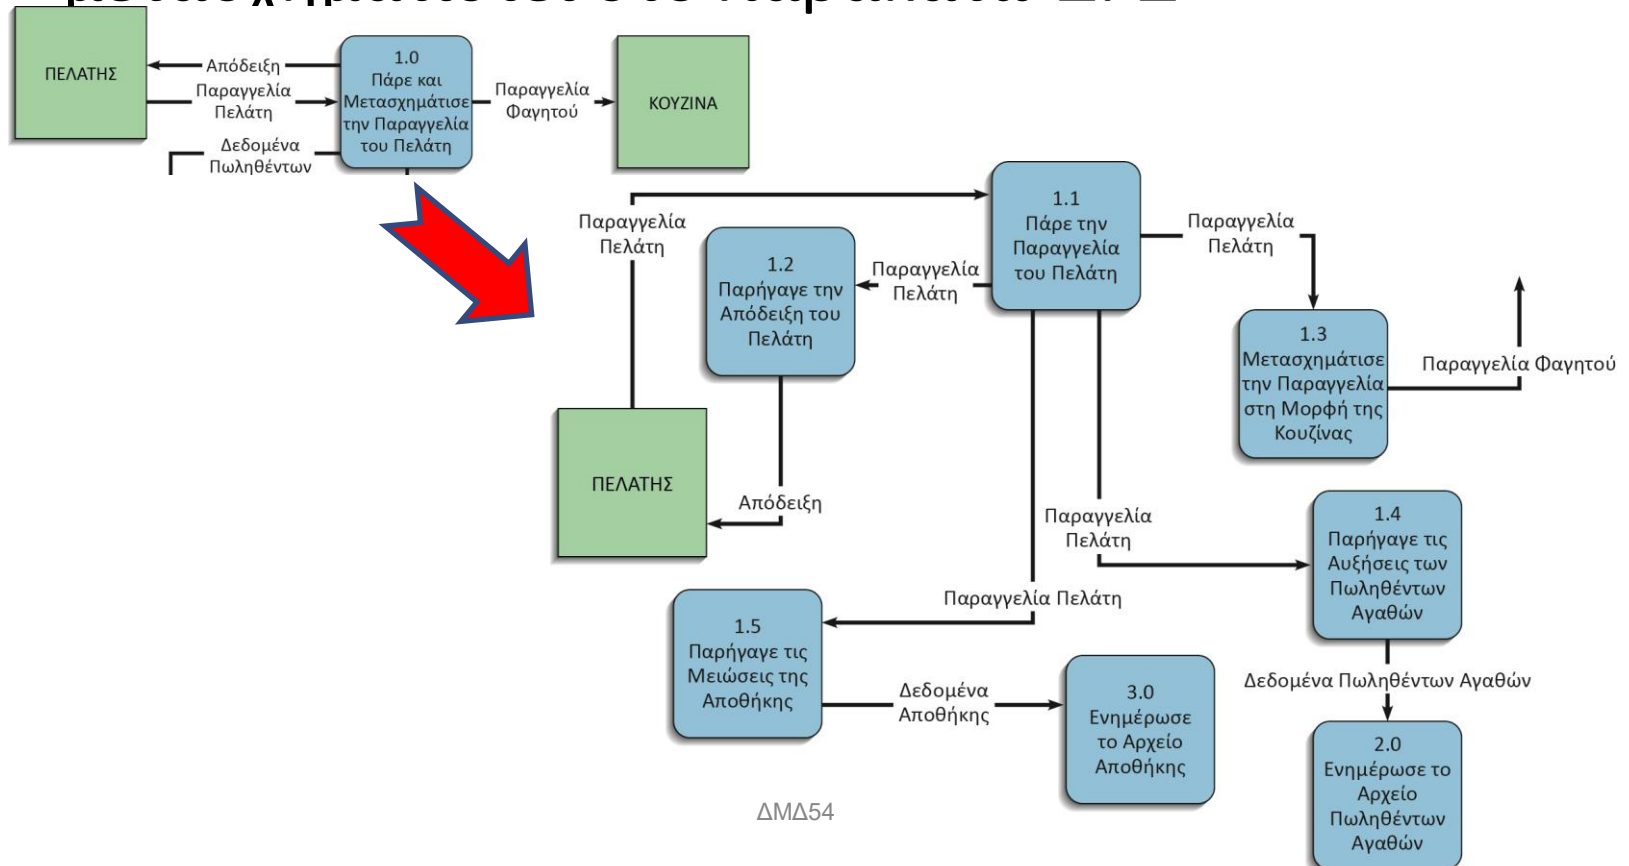 ΠΕΛΑΤΗΣ
Απόδειξη
Παραγγελία
Πελάτη
Δεδομένα
Πωληθέντων
1.0
Πάρε και
Μετασχημάτισε
την Παραγγελία
του Πελάτη
Παραγγελία
Φαγητού
ΚΟΥΖΙΝΑ
Παραγγελία
Πελάτη
1.1
Πάρε την
Παραγγελία
του Πελάτη
Παραγγελία
Πελάτη
1.2
Παρήγαγε την
Απόδειξη του
Πελάτη
Παραγγελία
Πελάτη
1.3
Μετασχημάτισε
την Παραγγελία
στη Μορφή της
Κουζίνας
Παραγγελία Φαγητού
ΠΕΛΑΤΗΣ
Απόδειξη
Παραγγελία
Πελάτη
1.4
Παρήγαγε τις
Αυξήσεις των
Πωληθέντων
Αγαθών
Παραγγελία Πελάτη
1.5
Παρήγαγε τις
Μειώσεις της
Αποθήκης
Δεδομένα
Αποθήκης
3.0
Ενημέρωσε
το Αρχείο
Αποθήκης
Δεδομένα Πωληθέντων Αγαθών
2.0
Ενημέρωσε το
Αρχείο
Πωληθέντων
Αγαθών
ΔΜΔ54